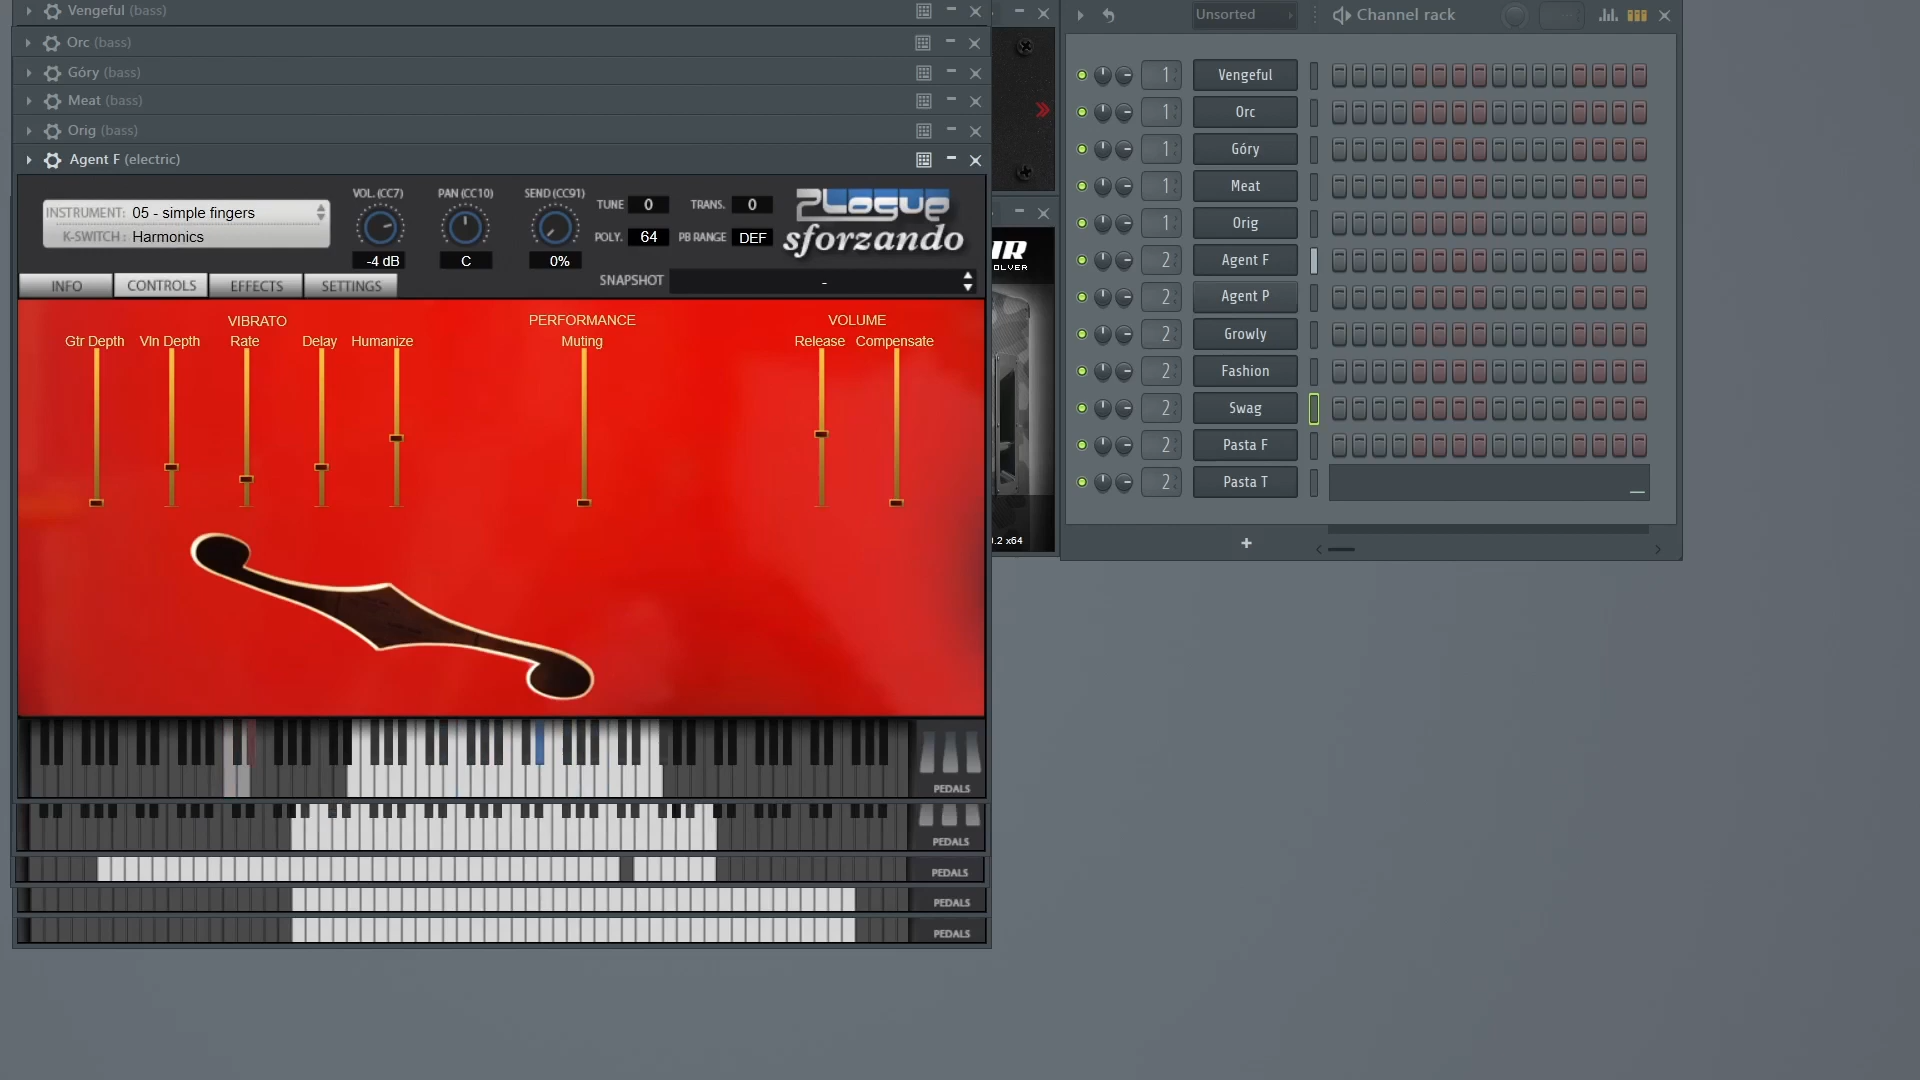 Vengeful (bass)
Orc (bass)
Góry (bass)
Meat (bass)
Orig (bass)
Agent F (electric)
INSTRUMENT: 05 - simple fingers
K-SWITCH : Harmonics
VOL. (CC7)
-4 dB
PAN (CC10)
C
SEND (CC91)
0%
TUNE 0
TRANS. 0
POLY. 64
PB RANGE DEF
Plogue
sforzando
SNAPSHOT -
INFO
CONTROLS
EFFECTS
SETTINGS
VIBRATO
PERFORMANCE
VOLUME
Gtr Depth
Vln Depth
Rate
Delay
Humanize
Muting
Release
Compensate
PEDALS
PEDALS
PEDALS
PEDALS
PEDALS
IR
OLVER
.2 x64
Unsorted
Channel rack
1 Vengeful
1 Orc
1 Góry
1 Meat
1 Orig
2 Agent F
2 Agent P
2 Growly
2 Fashion
2 Swag
2 Pasta F
2 Pasta T
+